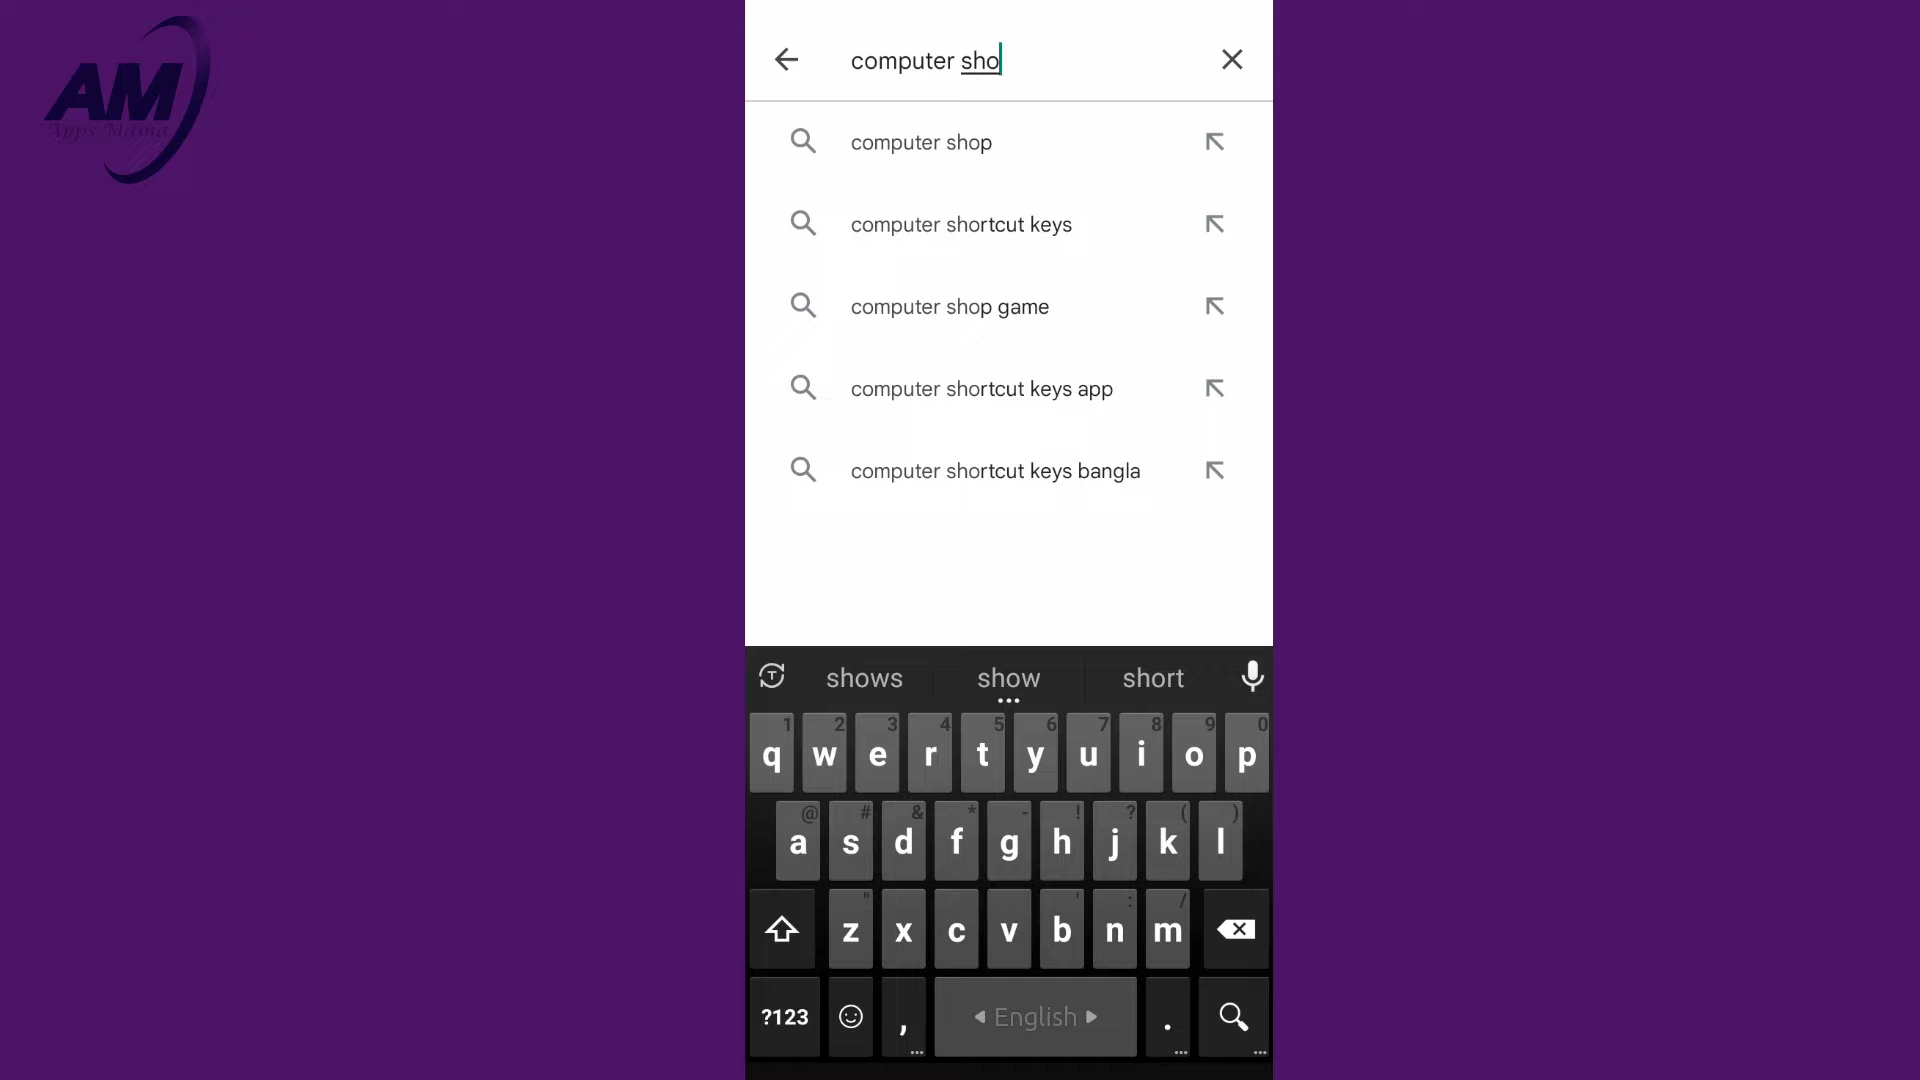 AM
Apps Mama
computer sho
computer shop
computer shortcut keys
computer shop game
computer shortcut keys app
computer shortcut keys bangla
T shows show short
1 2 3 4 5 6 7 8 9 0
q w e r t y u i o p
@ # & * - ! ? ( )
a s d f g h j k l
" ' : /
z x c v b n m
?123 , English .